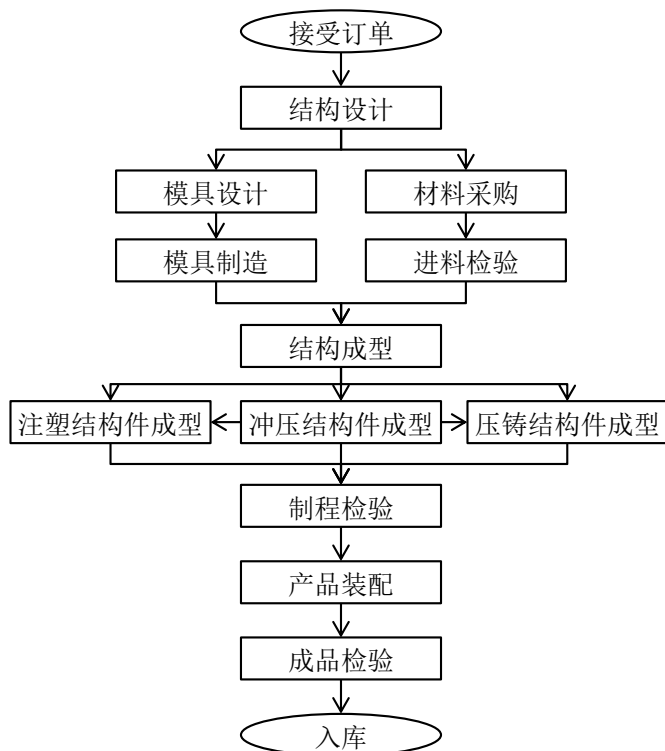 接受订单
结构设计
模具设计
材料采购
模具制造
进料检验
结构成型
注塑结构件成型
冲压结构件成型
压铸结构件成型
制程检验
产品装配
成品检验
入库